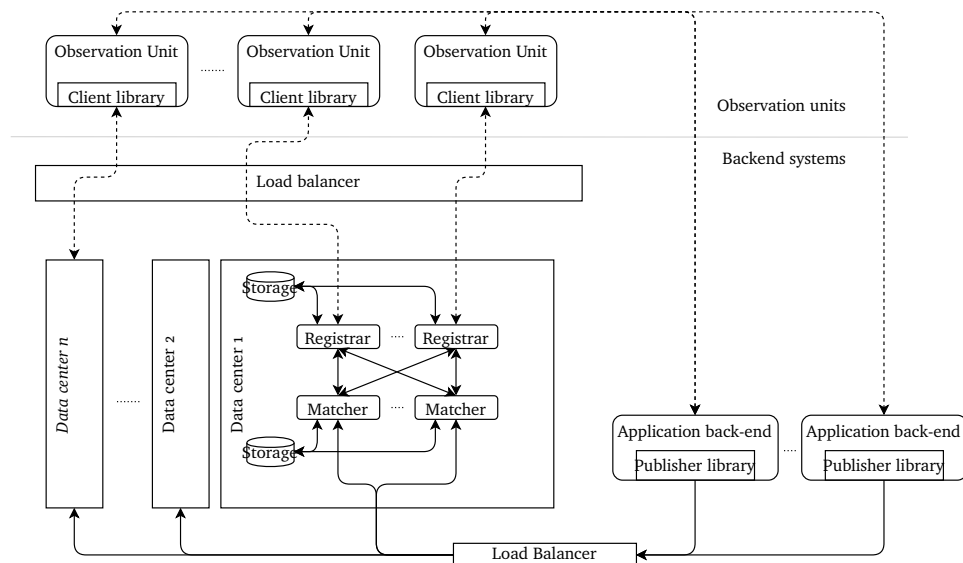 Observation Unit
Observation Unit
Observation Unit
Client library
Client library
Client library
Observation units
Backend systems
Load balancer
Storage
Registrar
Registrar
Data center n
Data center 2
Data center 1
Matcher
Matcher
Storage
Application back-end
Application back-end
Publisher library
Publisher library
Load Balancer